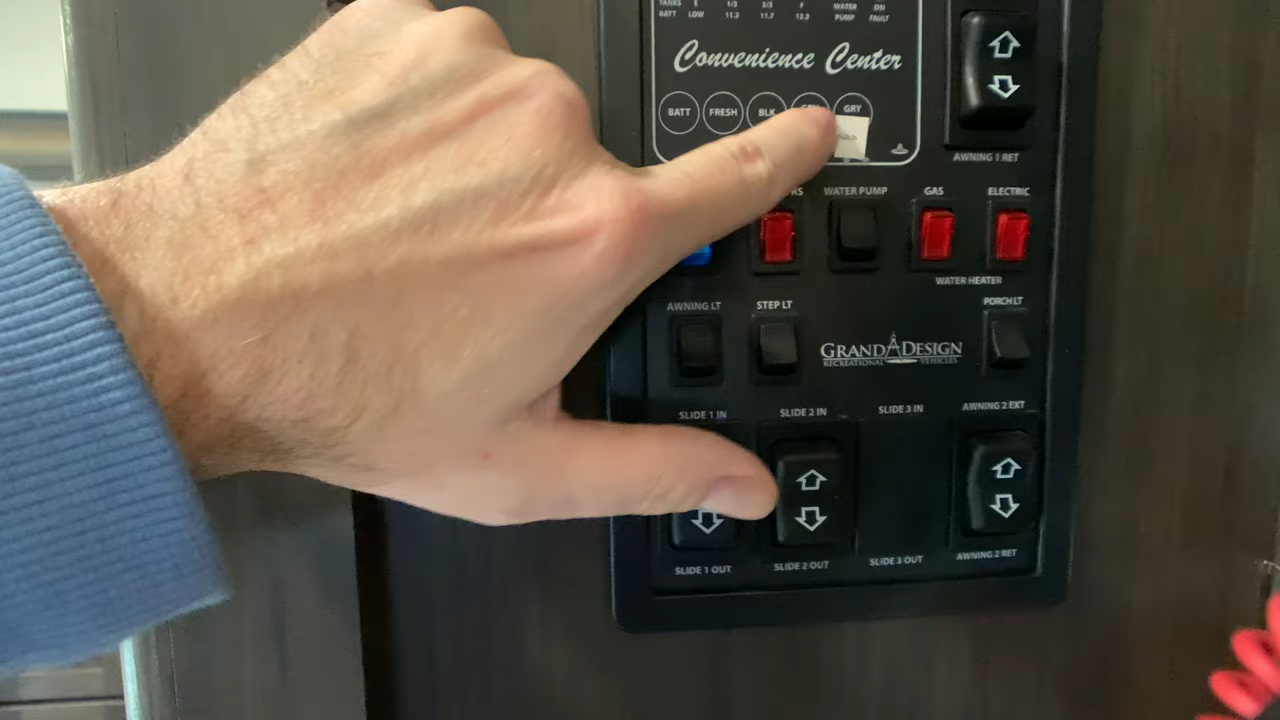 TANKS E 1/3 2/3 F WATER DSI
BATT LOW 11.3 11.7 12.3 PUMP FAULT
Convenience Center
BATT FRESH BLK GRY GRY
AWNING 1 RET
RS WATER PUMP GAS ELECTRIC
WATER HEATER
AWNING LT STEP LT PORCH LT
GRAND DESIGN
RECREATIONAL VEHICLES
SLIDE 1 IN SLIDE 2 IN SLIDE 3 IN AWNING 2 EXT
SLIDE 1 OUT SLIDE 2 OUT SLIDE 3 OUT AWNING 2 RET